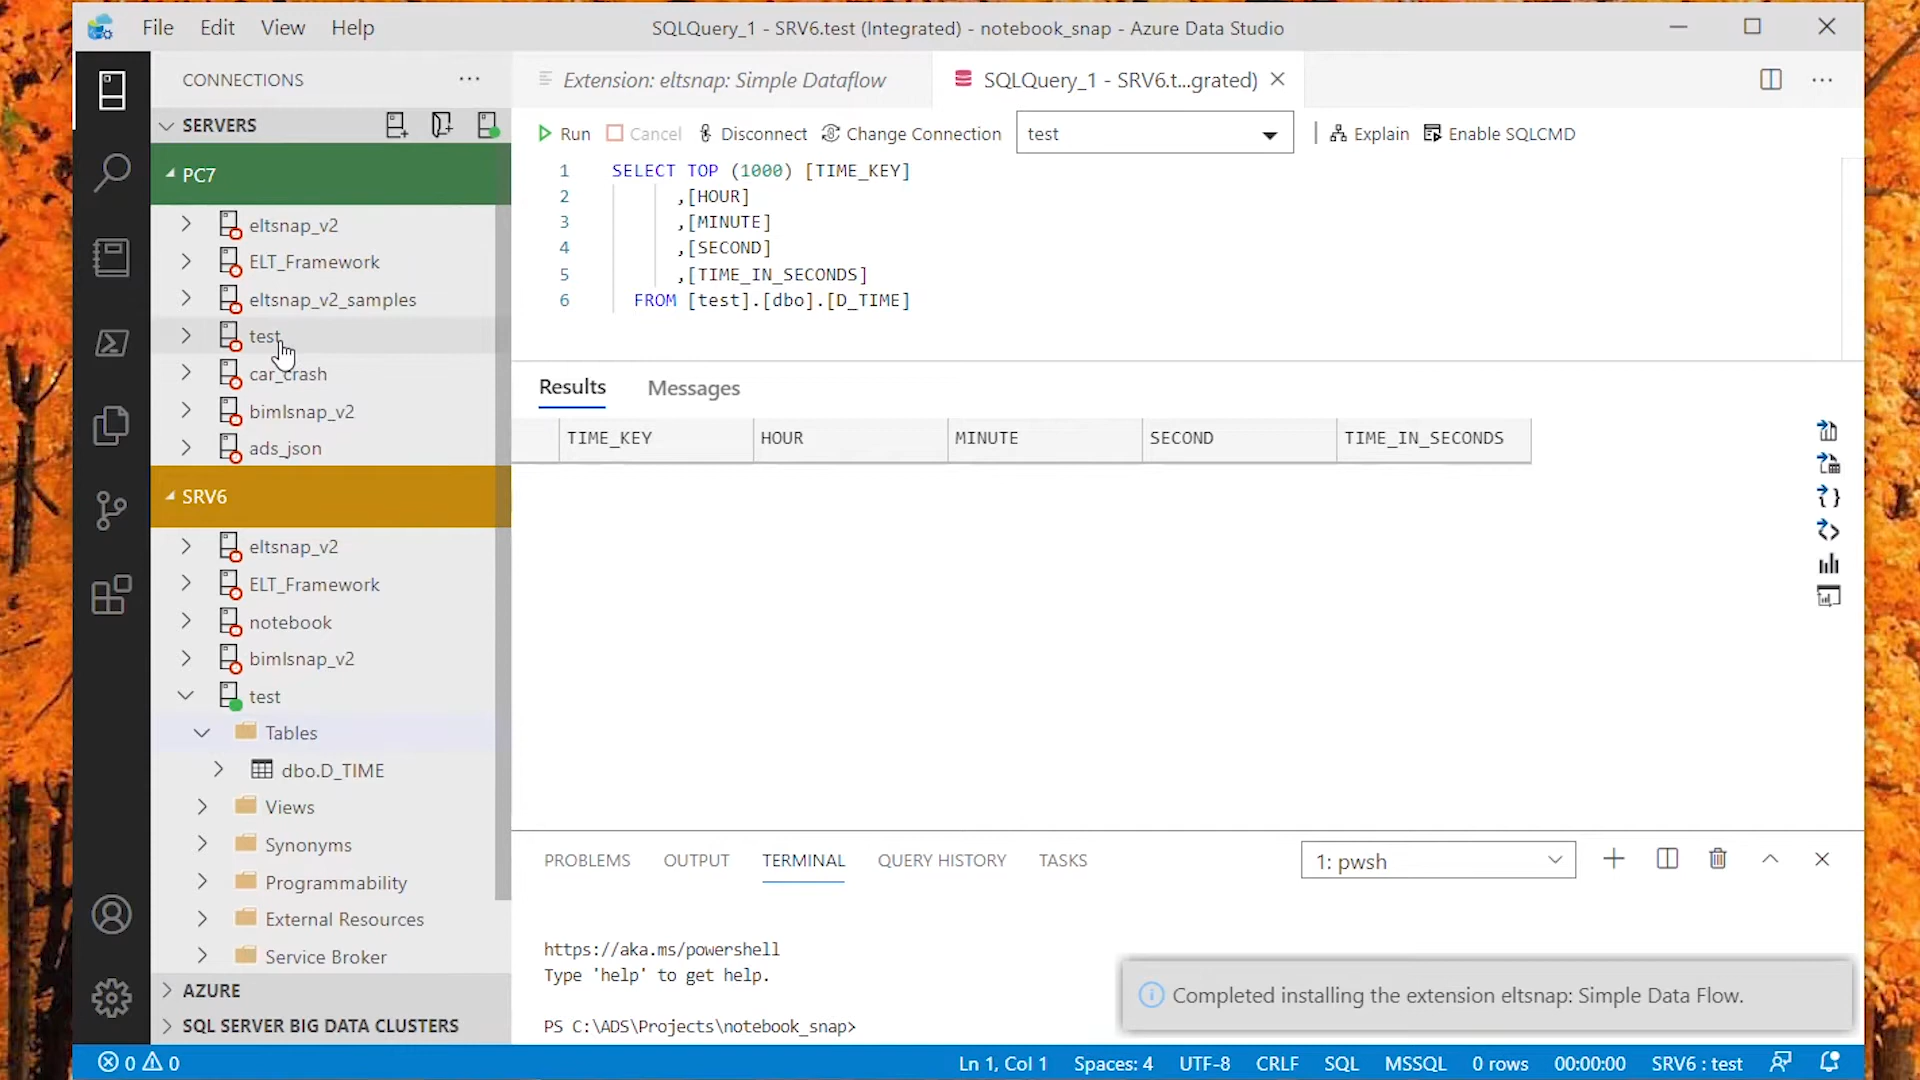 File Edit View Help
SQLQuery_1 - SRV6.test (Integrated) - notebook_snap - Azure Data Studio
CONNECTIONS
SERVERS
PC7
eltsnap_v2
ELT_Framework
eltsnap_v2_samples
test
car_crash
bimlsnap_v2
ads_json
SRV6
eltsnap_v2
ELT_Framework
notebook
bimlsnap_v2
test
Tables
dbo.D_TIME
Views
Synonyms
Programmability
External Resources
Service Broker
AZURE
SQL SERVER BIG DATA CLUSTERS
Extension: eltsnap: Simple Dataflow
SQLQuery_1 - SRV6.t...grated)
Run Cancel Disconnect Change Connection test Explain Enable SQLCMD
1 SELECT TOP (1000) [TIME_KEY]
2 ,[HOUR]
3 ,[MINUTE]
4 ,[SECOND]
5 ,[TIME_IN_SECONDS]
6 FROM [test].[dbo].[D_TIME]
Results Messages
TIME_KEY HOUR MINUTE SECOND TIME_IN_SECONDS
PROBLEMS OUTPUT TERMINAL QUERY HISTORY TASKS
1: pwsh
https://aka.ms/powershell
Type 'help' to get help.
PS C:\ADS\Projects\notebook_snap>
Completed installing the extension eltsnap: Simple Data Flow.
0 0
Ln 1, Col 1 Spaces: 4 UTF-8 CRLF SQL MSSQL 0 rows 00:00:00 SRV6 : test